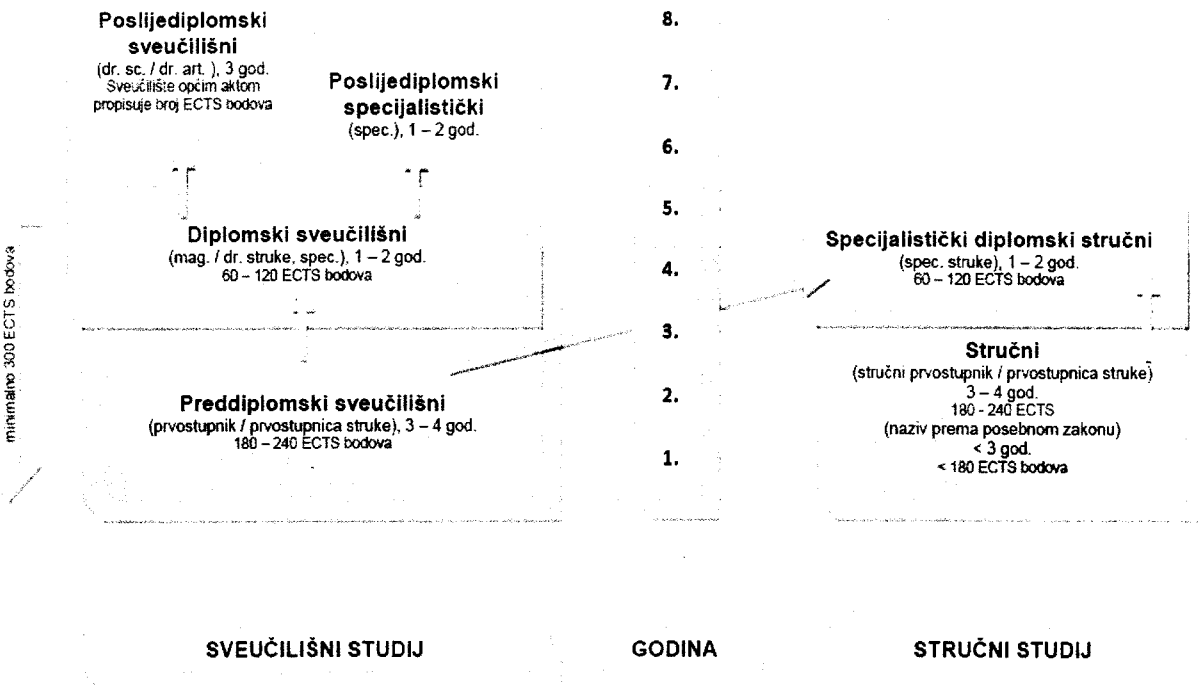 Poslijediplomski
sveučilišni
(dr. sc. / dr. art. ), 3 god.
Sveučilište općim aktom
propisuje broj ECTS bodova
Poslijediplomski
specijalistički
(spec.), 1 – 2 god.
Diplomski sveučilišni
(mag. / dr. struke, spec.), 1 – 2 god.
60 – 120 ECTS bodova
Preddiplomski sveučilišni
(prvostupnik / prvostupnica struke), 3 – 4 god.
180 – 240 ECTS bodova
minimalno 300 ECTS bodova
8.
7.
6.
5.
4.
3.
2.
1.
Specijalistički diplomski stručni
(spec. struke), 1 – 2 god.
60 – 120 ECTS bodova
Stručni
(stručni prvostupnik / prvostupnica struke)
3 – 4 god.
180 - 240 ECTS
(naziv prema posebnom zakonu)
< 3 god.
< 180 ECTS bodova
SVEUČILIŠNI STUDIJ
GODINA
STRUČNI STUDIJ